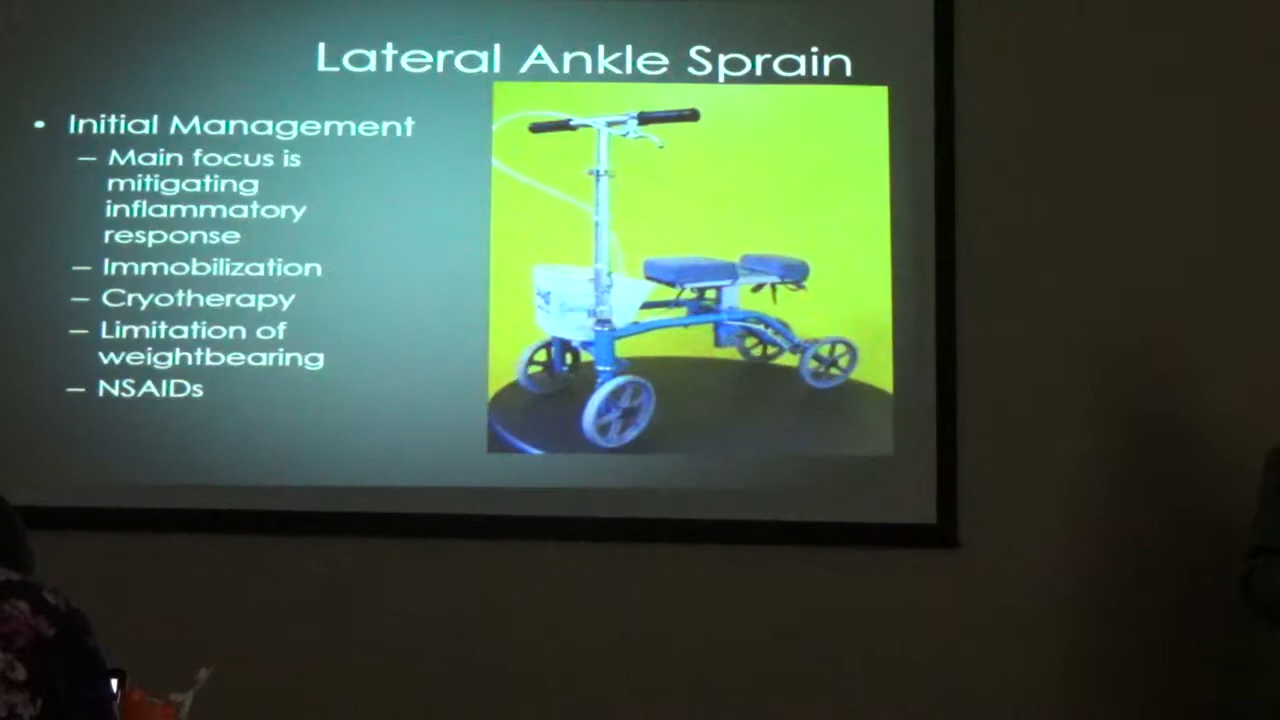 Lateral Ankle Sprain
• Initial Management
– Main focus is
mitigating
inflammatory
response
– Immobilization
– Cryotherapy
– Limitation of
weightbearing
– NSAIDs